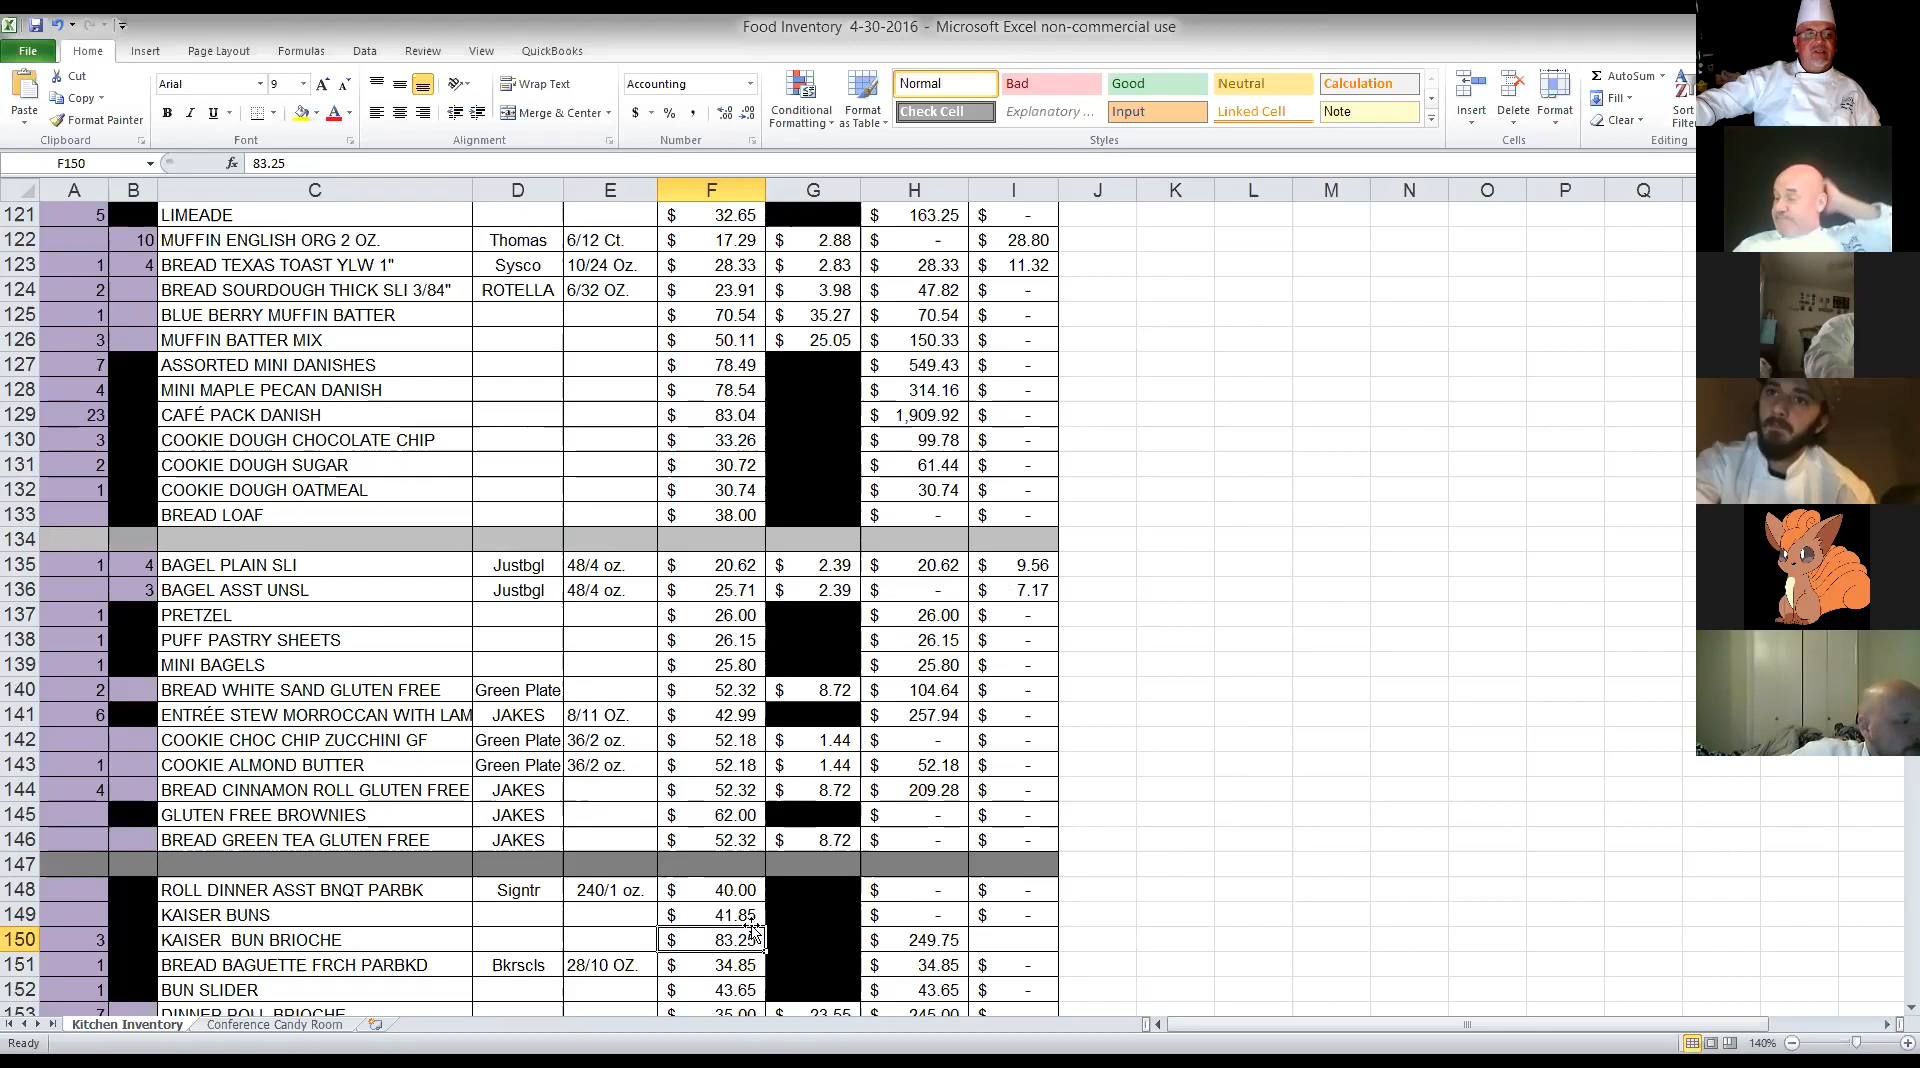 Food Inventory 4-30-2016 - Microsoft Excel non-commercial use
File Home Insert Page Layout Formulas Data Review View QuickBooks
Paste Cut Copy Format Painter Clipboard
Arial 9 B I U Font
Wrap Text Merge & Center Alignment
Accounting $ % , Number
Conditional Formatting Format as Table
Normal Bad Good Neutral Calculation
Check Cell Explanatory ... Input Linked Cell Note
Styles
Insert Delete Format Cells
Σ AutoSum Fill Clear Sort Filter Editing
F150 fx 83.25
A B C D E F G H I J K L M N O P Q
121 5 LIMEADE $ 32.65 $ 163.25 $ -
122 10 MUFFIN ENGLISH ORG 2 OZ. Thomas 6/12 Ct. $ 17.29 $ 2.88 $ - $ 28.80
123 1 4 BREAD TEXAS TOAST YLW 1" Sysco 10/24 Oz. $ 28.33 $ 2.83 $ 28.33 $ 11.32
124 2 BREAD SOURDOUGH THICK SLI 3/84" ROTELLA 6/32 OZ. $ 23.91 $ 3.98 $ 47.82 $ -
125 1 BLUE BERRY MUFFIN BATTER $ 70.54 $ 35.27 $ 70.54 $ -
126 3 MUFFIN BATTER MIX $ 50.11 $ 25.05 $ 150.33 $ -
127 7 ASSORTED MINI DANISHES $ 78.49 $ 549.43 $ -
128 4 MINI MAPLE PECAN DANISH $ 78.54 $ 314.16 $ -
129 23 CAFÉ PACK DANISH $ 83.04 $ 1,909.92 $ -
130 3 COOKIE DOUGH CHOCOLATE CHIP $ 33.26 $ 99.78 $ -
131 2 COOKIE DOUGH SUGAR $ 30.72 $ 61.44 $ -
132 1 COOKIE DOUGH OATMEAL $ 30.74 $ 30.74 $ -
133 BREAD LOAF $ 38.00 $ - $ -
134
135 1 4 BAGEL PLAIN SLI Justbgl 48/4 oz. $ 20.62 $ 2.39 $ 20.62 $ 9.56
136 3 BAGEL ASST UNSL Justbgl 48/4 oz. $ 25.71 $ 2.39 $ - $ 7.17
137 1 PRETZEL $ 26.00 $ 26.00 $ -
138 1 PUFF PASTRY SHEETS $ 26.15 $ 26.15 $ -
139 1 MINI BAGELS $ 25.80 $ 25.80 $ -
140 2 BREAD WHITE SAND GLUTEN FREE Green Plate $ 52.32 $ 8.72 $ 104.64 $ -
141 6 ENTRÉE STEW MORROCCAN WITH LAM JAKES 8/11 OZ. $ 42.99 $ 257.94 $ -
142 COOKIE CHOC CHIP ZUCCHINI GF Green Plate 36/2 oz. $ 52.18 $ 1.44 $ - $ -
143 1 COOKIE ALMOND BUTTER Green Plate 36/2 oz. $ 52.18 $ 1.44 $ 52.18 $ -
144 4 BREAD CINNAMON ROLL GLUTEN FREE JAKES $ 52.32 $ 8.72 $ 209.28 $ -
145 GLUTEN FREE BROWNIES JAKES $ 62.00 $ - $ -
146 BREAD GREEN TEA GLUTEN FREE JAKES $ 52.32 $ 8.72 $ - $ -
147
148 ROLL DINNER ASST BNQT PARBK Signtr 240/1 oz. $ 40.00 $ - $ -
149 KAISER BUNS $ 41.85 $ - $ -
150 3 KAISER BUN BRIOCHE $ 83.25 $ 249.75
151 1 BREAD BAGUETTE FRCH PARBKD Bkrscls 28/10 OZ. $ 34.85 $ 34.85 $ -
152 1 BUN SLIDER $ 43.65 $ 43.65 $ -
153 7 DINNER ROLL BRIOCHE $ 35.00 $ 23.55 $ 245.00 $ -
Kitchen Inventory Conference Candy Room
Ready 140%